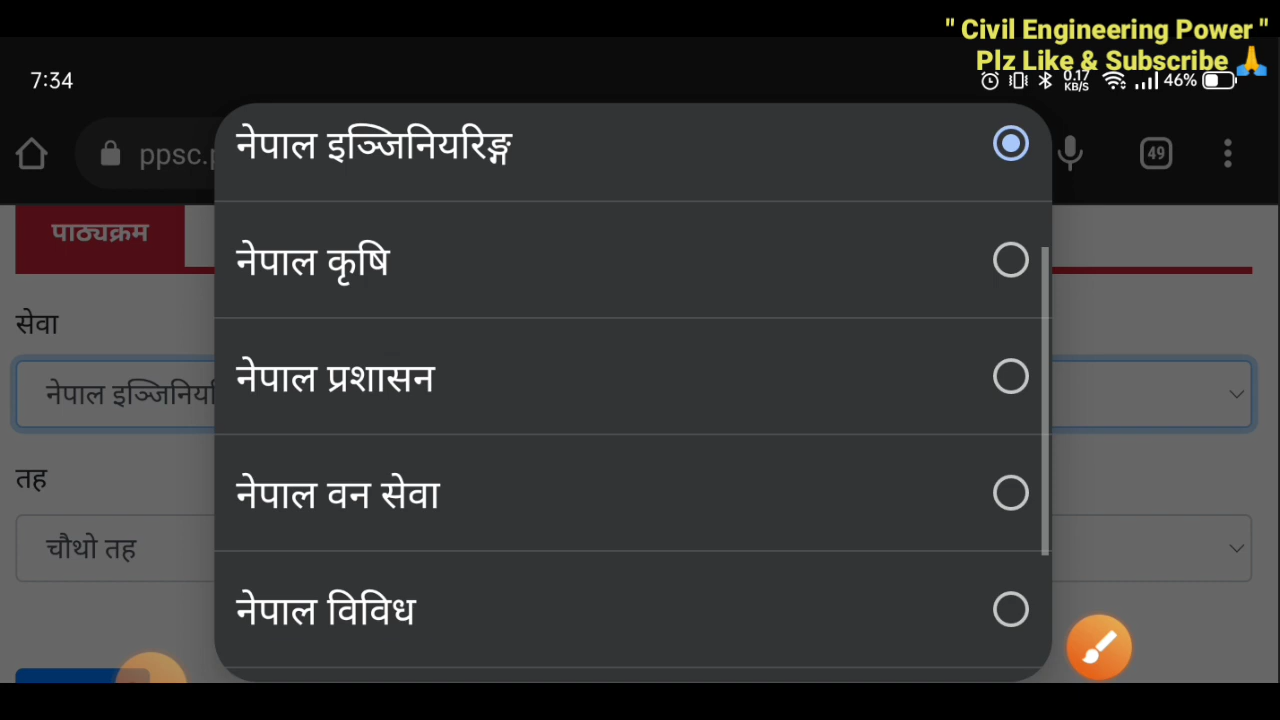 " Civil Engineering Power "
Plz Like & Subscribe 🙏
7:34
0.17
KB/S
46%
ppsc.p
49
नेपाल इञ्जिनियरिङ्ग
नेपाल कृषि
नेपाल प्रशासन
नेपाल वन सेवा
नेपाल विविध
पाठ्यक्रम
सेवा
नेपाल इञ्जिनियरि
तह
चौथो तह